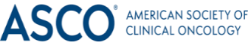 ASCO®
AMERICAN SOCIETY OF
CLINICAL ONCOLOGY